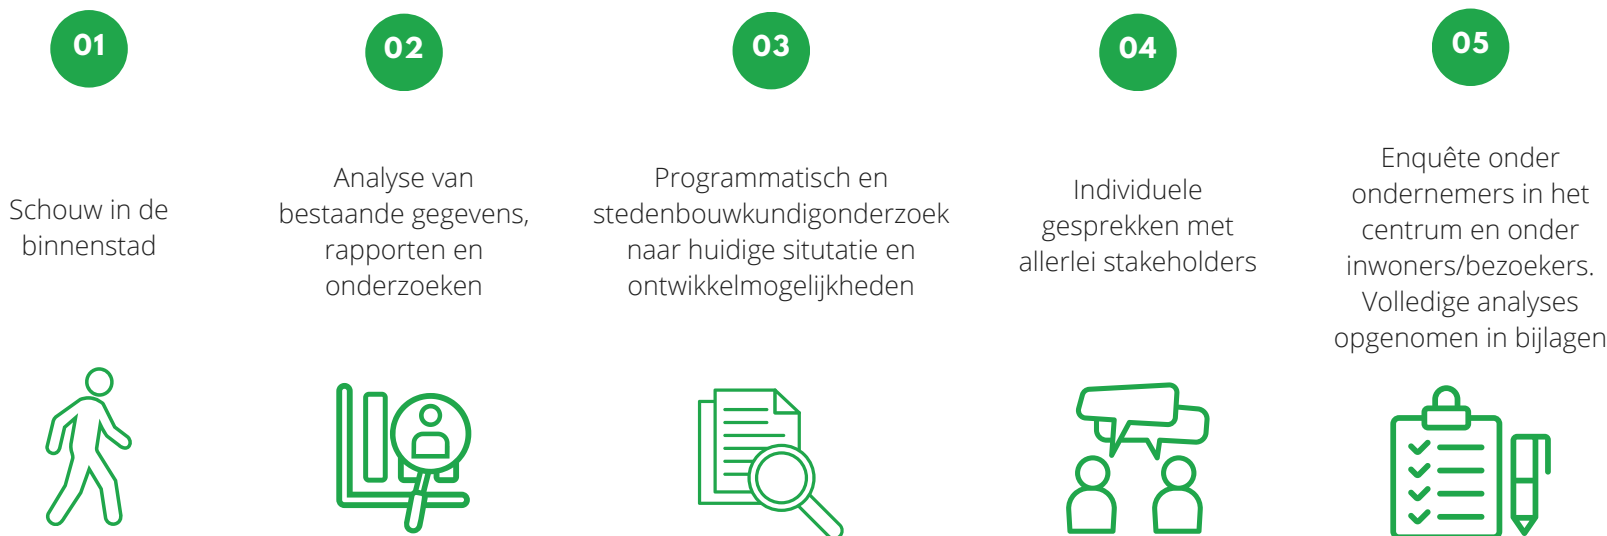 01
Schouw in de
binnenstad
02
Analyse van
bestaande gegevens,
rapporten en
onderzoeken
03
Programmatisch en
stedenbouwkundigonderzoek
naar huidige situtatie en
ontwikkelmogelijkheden
04
Individuele
gesprekken met
allerlei stakeholders
05
Enquête onder
ondernemers in het
centrum en onder
inwoners/bezoekers.
Volledige analyses
opgenomen in bijlagen